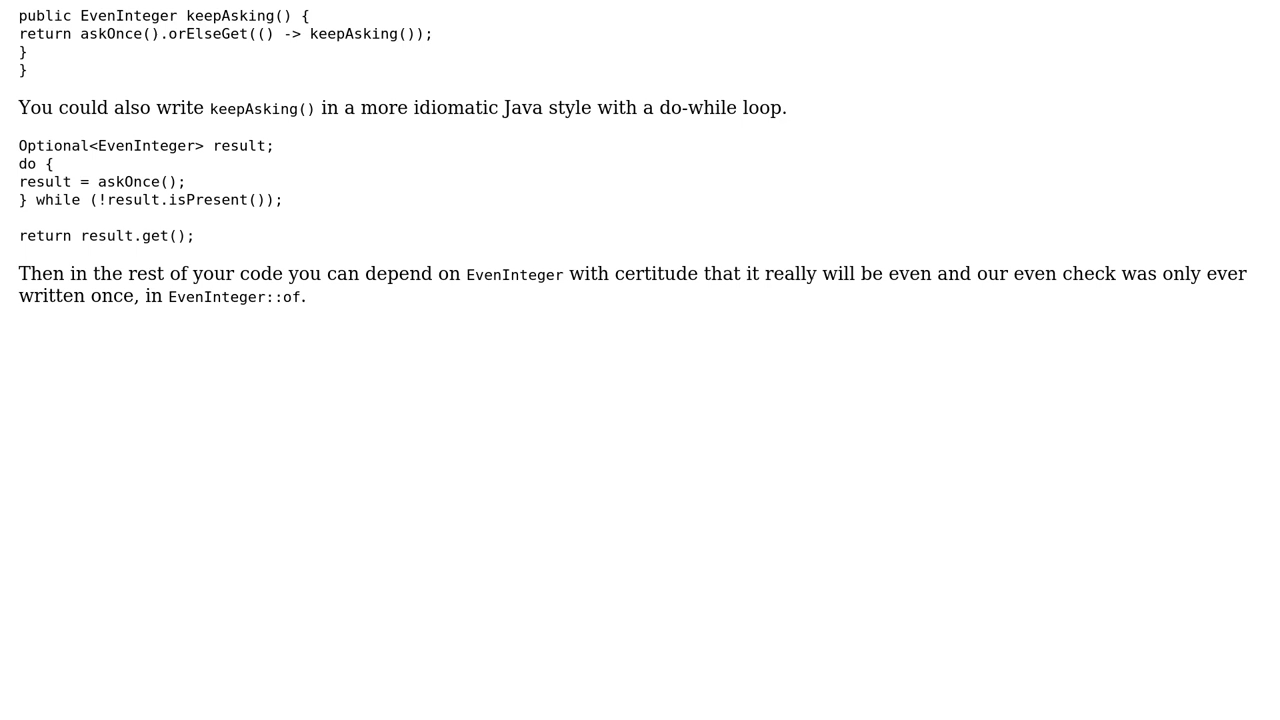 public EvenInteger keepAsking() {
return askOnce().orElseGet(() -> keepAsking());
}
}
You could also write keepAsking() in a more idiomatic Java style with a do-while loop.
Optional<EvenInteger> result;
do {
result = askOnce();
} while (!result.isPresent());
return result.get();
Then in the rest of your code you can depend on EvenInteger with certitude that it really will be even and our even check was only ever
written once, in EvenInteger::of.